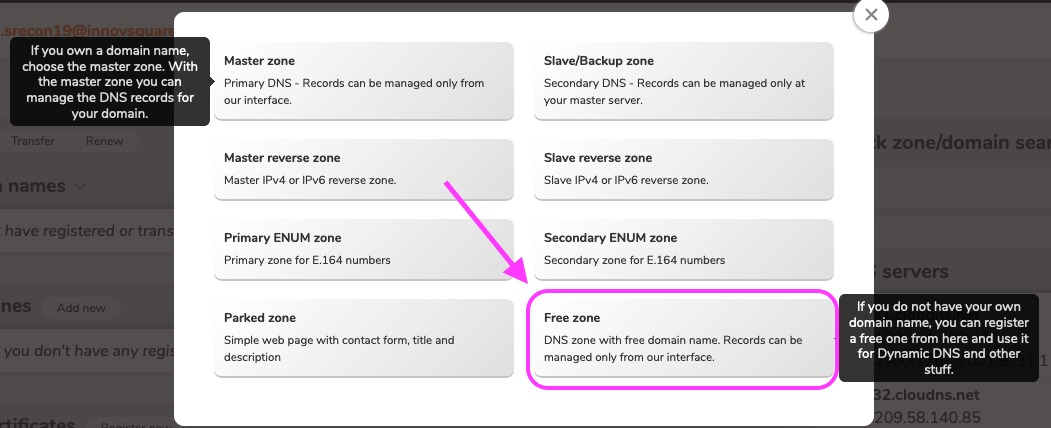 .srecon19@innovsquare
If you own a domain name,
choose the master zone. With
the master zone you can
manage the DNS records for
your domain.
Master zone
Primary DNS - Records can be managed only from
our interface.
Slave/Backup zone
Secondary DNS - Records can be managed only at
your master server.
Transfer
Renew
ck zone/domain sear
Master reverse zone
Master IPv4 or IPv6 reverse zone.
Slave reverse zone
Slave IPv4 or IPv6 reverse zone.
names
t have registered or trans
Primary ENUM zone
Primary zone for E.164 numbers
Secondary ENUM zone
Secondary zone for E.164 numbers
servers
nes
Add new
Parked zone
Simple web page with contact form, title and
description
Free zone
DNS zone with free domain name. Records can be
managed only from our interface.
If you do not have your own
domain name, you can register
a free one from here and use it
for Dynamic DNS and other
stuff.
you don't have any regis
32.cloudns.net
209.58.140.85
rtificates
Register new